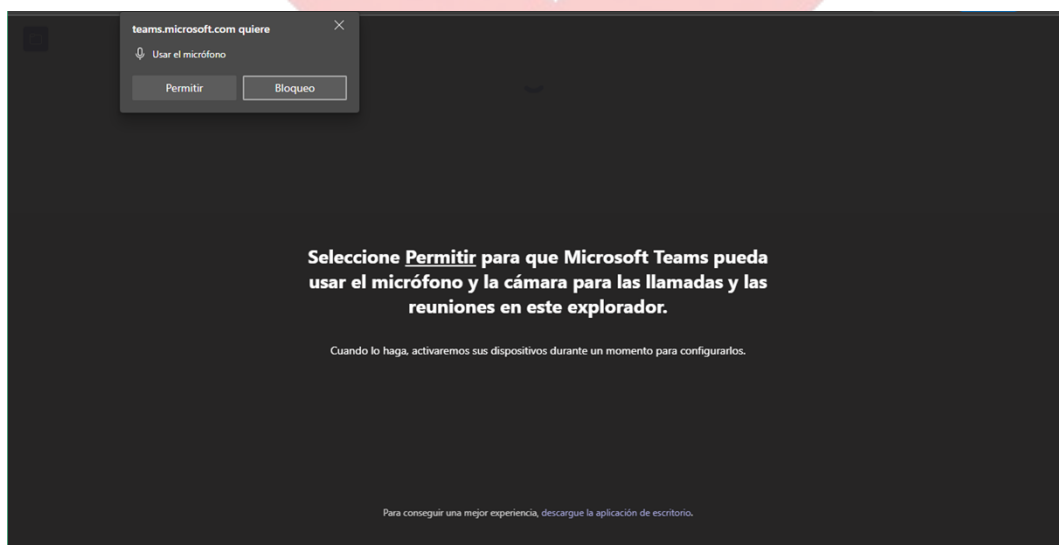 teams.microsoft.com quiere
Usar el micrófono
Permitir Bloqueo
Seleccione Permitir para que Microsoft Teams pueda
usar el micrófono y la cámara para las llamadas y las
reuniones en este explorador.
Cuando lo haga, activaremos sus dispositivos durante un momento para configurarlos.
Para conseguir una mejor experiencia, descargue la aplicación de escritorio.